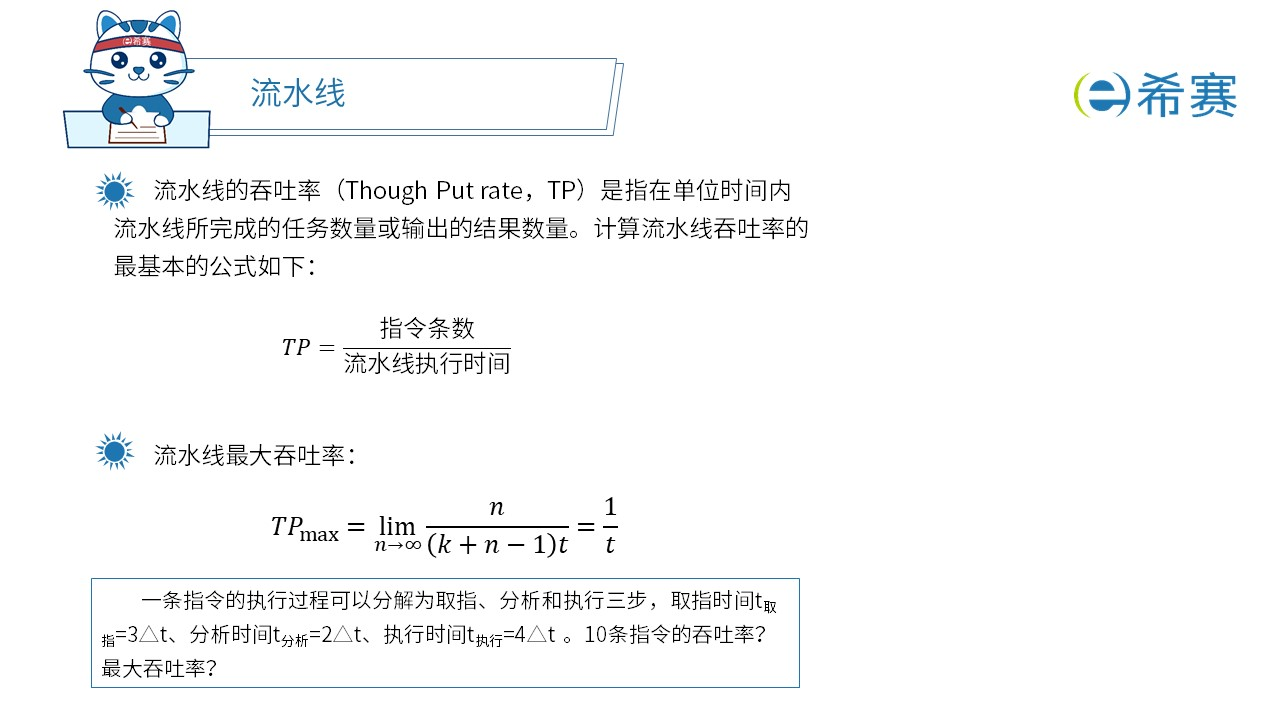 希赛
流水线
希赛
流水线的吞吐率（Though Put rate，TP）是指在单位时间内
流水线所完成的任务数量或输出的结果数量。计算流水线吞吐率的
最基本的公式如下：
TP = 指令条数 / 流水线执行时间
流水线最大吞吐率：
TPmax = lim n→∞ n / (k + n − 1)t = 1 / t
一条指令的执行过程可以分解为取指、分析和执行三步，取指时间t取
指=3△t、分析时间t分析=2△t、执行时间t执行=4△t 。10条指令的吞吐率？
最大吞吐率？